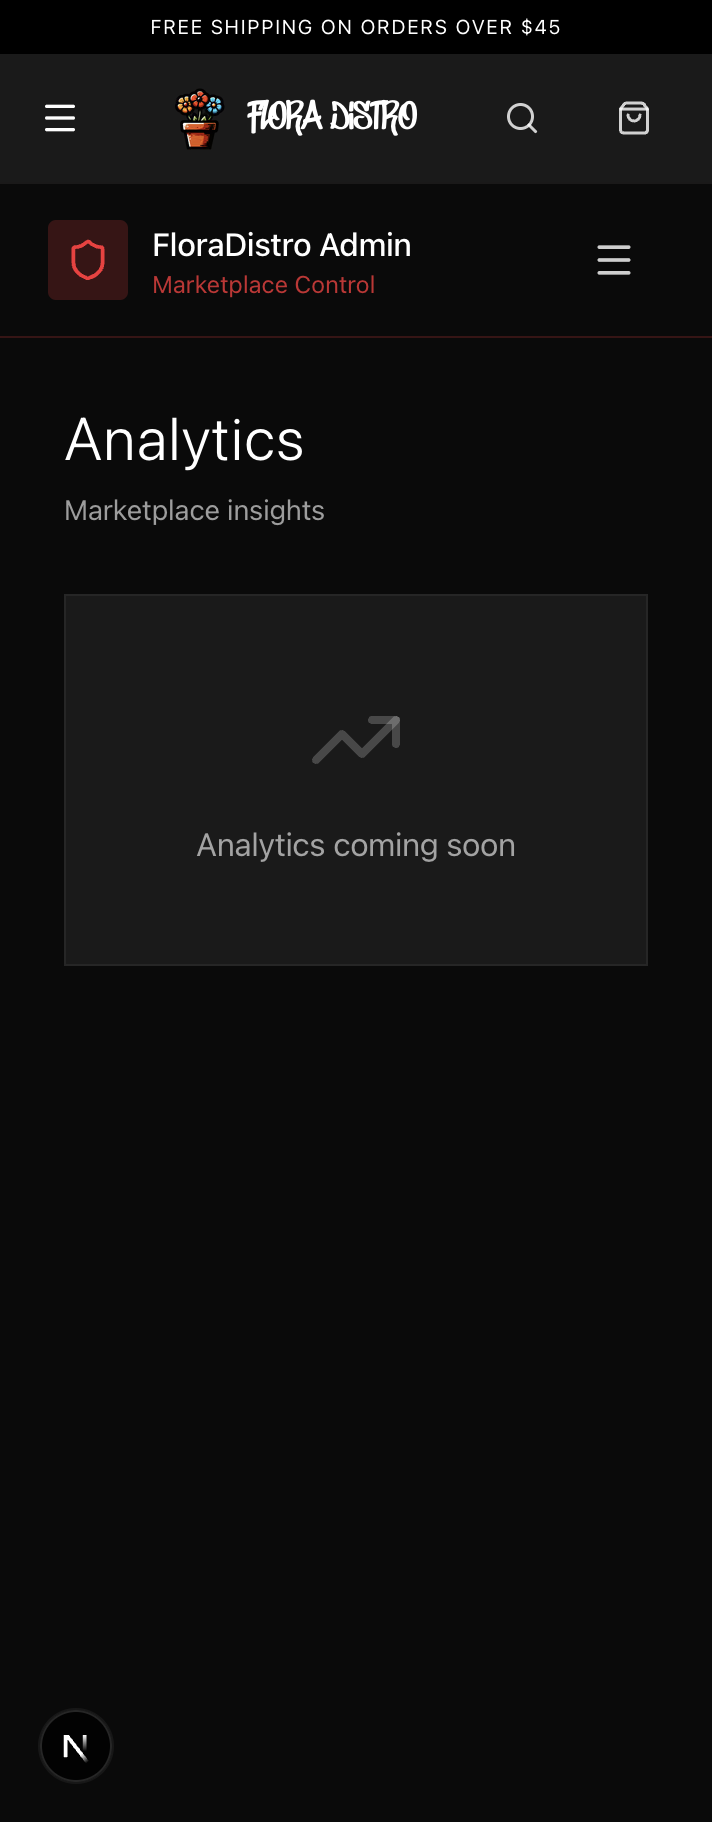 FREE SHIPPING ON ORDERS OVER $45
FLORA DISTRO
FloraDistro Admin
Marketplace Control
Analytics
Marketplace insights
Analytics coming soon
N